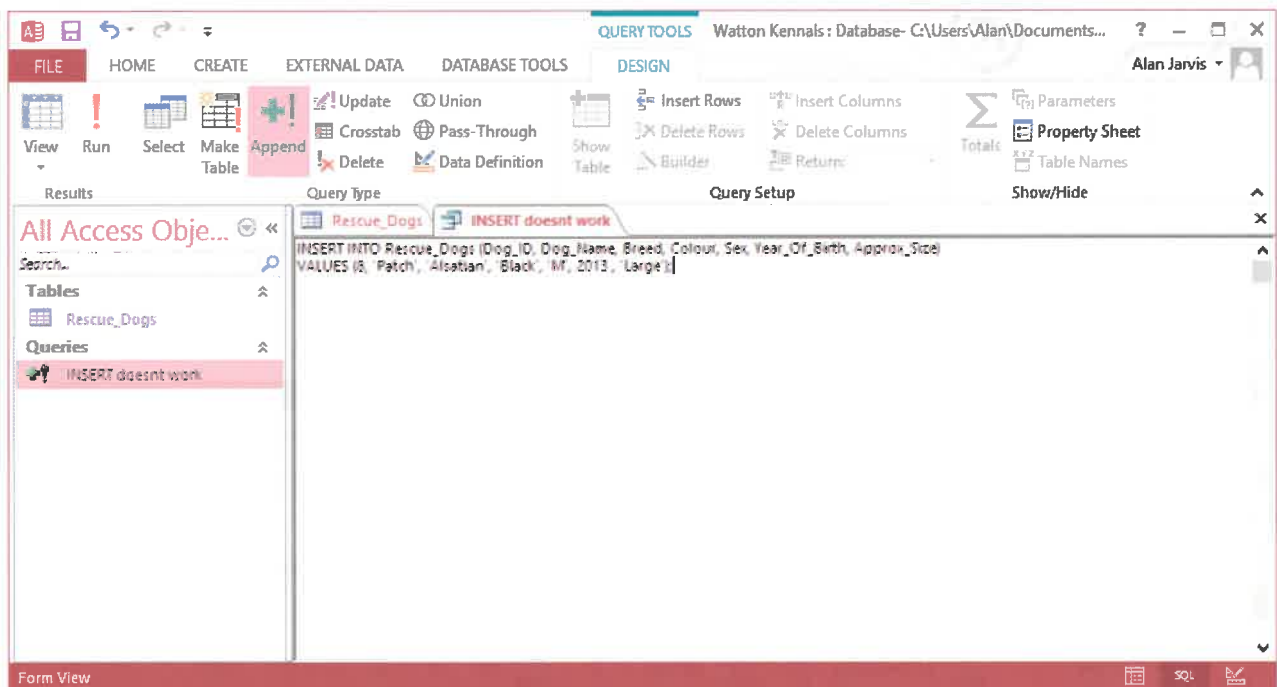 QUERY TOOLS Watton Kennals : Database- C:\Users\Alan\Documents... ?
FILE HOME CREATE EXTERNAL DATA DATABASE TOOLS DESIGN Alan Jarvis
View Run Select Make Table Append
Update Union
Crosstab Pass-Through
Delete Data Definition
Show Table
Insert Rows Insert Columns
Delete Rows Delete Columns
Builder Return:
Totals
Parameters
Property Sheet
Table Names
Results Query Type Query Setup Show/Hide
All Access Obje... «
Search...
Tables
Rescue_Dogs
Queries
INSERT doesnt work
Rescue_Dogs INSERT doesnt work
INSERT INTO Rescue_Dogs (Dog_ID, Dog_Name, Breed, Colour, Sex, Year_Of_Birth, Approx_Size)
VALUES (8, 'Patch', 'Alsatian', 'Black', 'M', 2013, 'Large');
Form View SQL